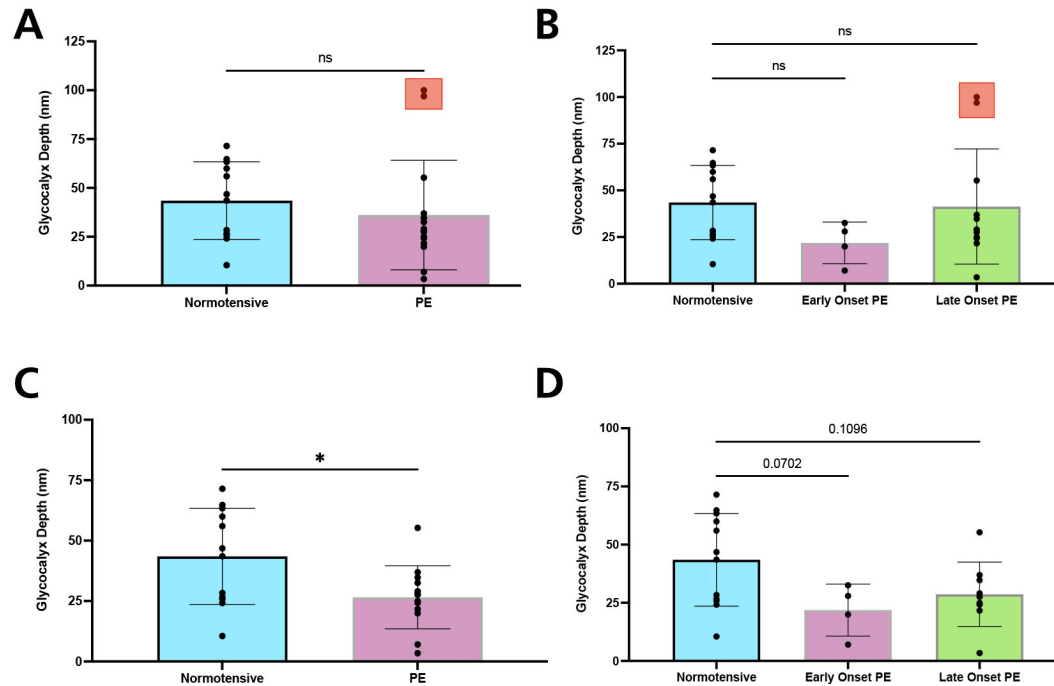 A
Glycocalyx Depth (nm)
125
100
75
50
25
0
ns
Normotensive
PE
B
Glycocalyx Depth (nm)
125
100
75
50
25
0
ns
ns
Normotensive
Early Onset PE
Late Onset PE
C
Glycocalyx Depth (nm)
100
75
50
25
0
*
Normotensive
PE
D
Glycocalyx Depth (nm)
100
75
50
25
0
0.1096
0.0702
Normotensive
Early Onset PE
Late Onset PE